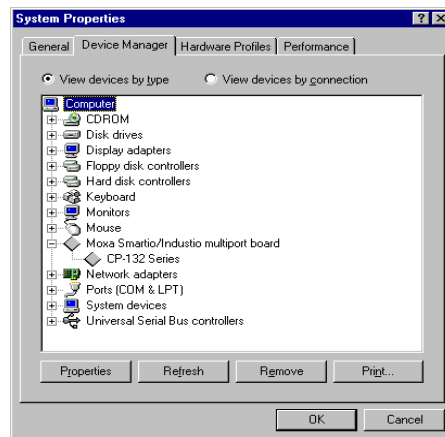 System Properties
General Device Manager Hardware Profiles Performance
View devices by type View devices by connection
Computer
CDROM
Disk drives
Display adapters
Floppy disk controllers
Hard disk controllers
Keyboard
Monitors
Mouse
Moxa Smartio/Industio multiport board
CP-132 Series
Network adapters
Ports (COM & LPT)
System devices
Universal Serial Bus controllers
Properties Refresh Remove Print...
OK Cancel